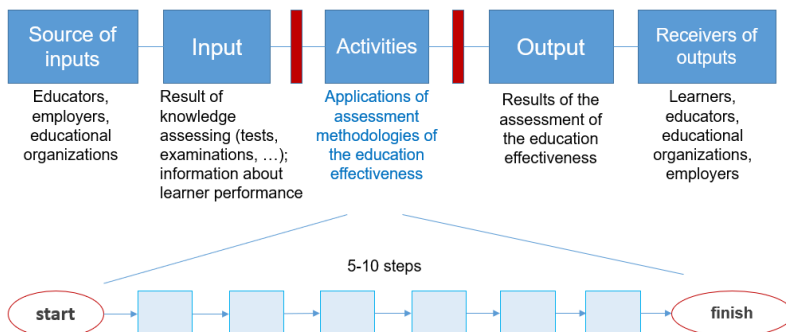 Source of
inputs
Input
Activities
Output
Receivers of
outputs
Educators,
employers,
educational
organizations
Result of
knowledge
assessing (tests,
examinations, …);
information about
learner performance
Applications of
assessment
methodologies of
the education
effectiveness
Results of the
assessment of
the education
effectiveness
Learners,
educators,
educational
organizations,
employers
5-10 steps
start
finish